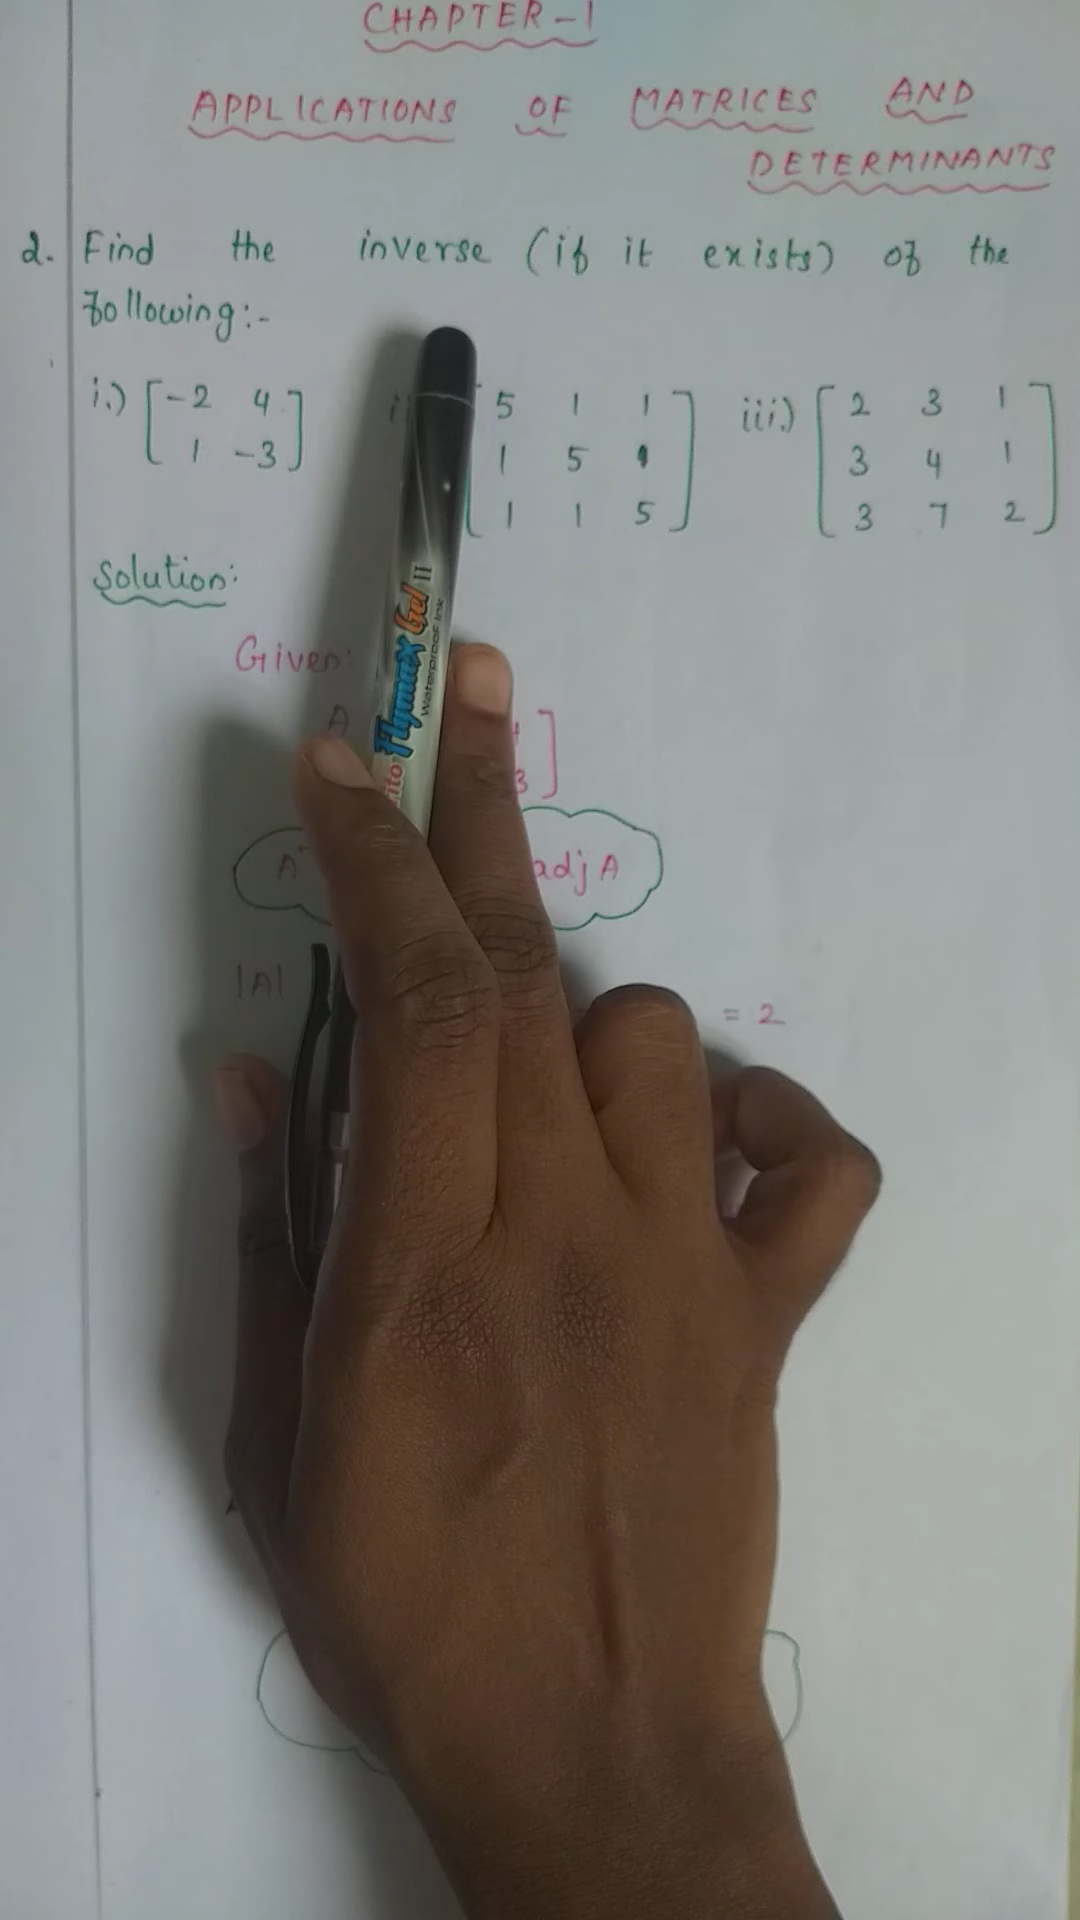 CHAPTER-1
APPLICATIONS OF MATRICES AND
DETERMINANTS
2. Find the inverse (if it exists) of the
following:-
i.) [-2 4] 5 1 1] iii.) [2 3 1]
1 -3 1 5 1 3 4 1
1 1 5 3 7 2
Solution:
Given:
A
3
A adj A
|A| = 2
Flymax Gel II
Waterproof Ink